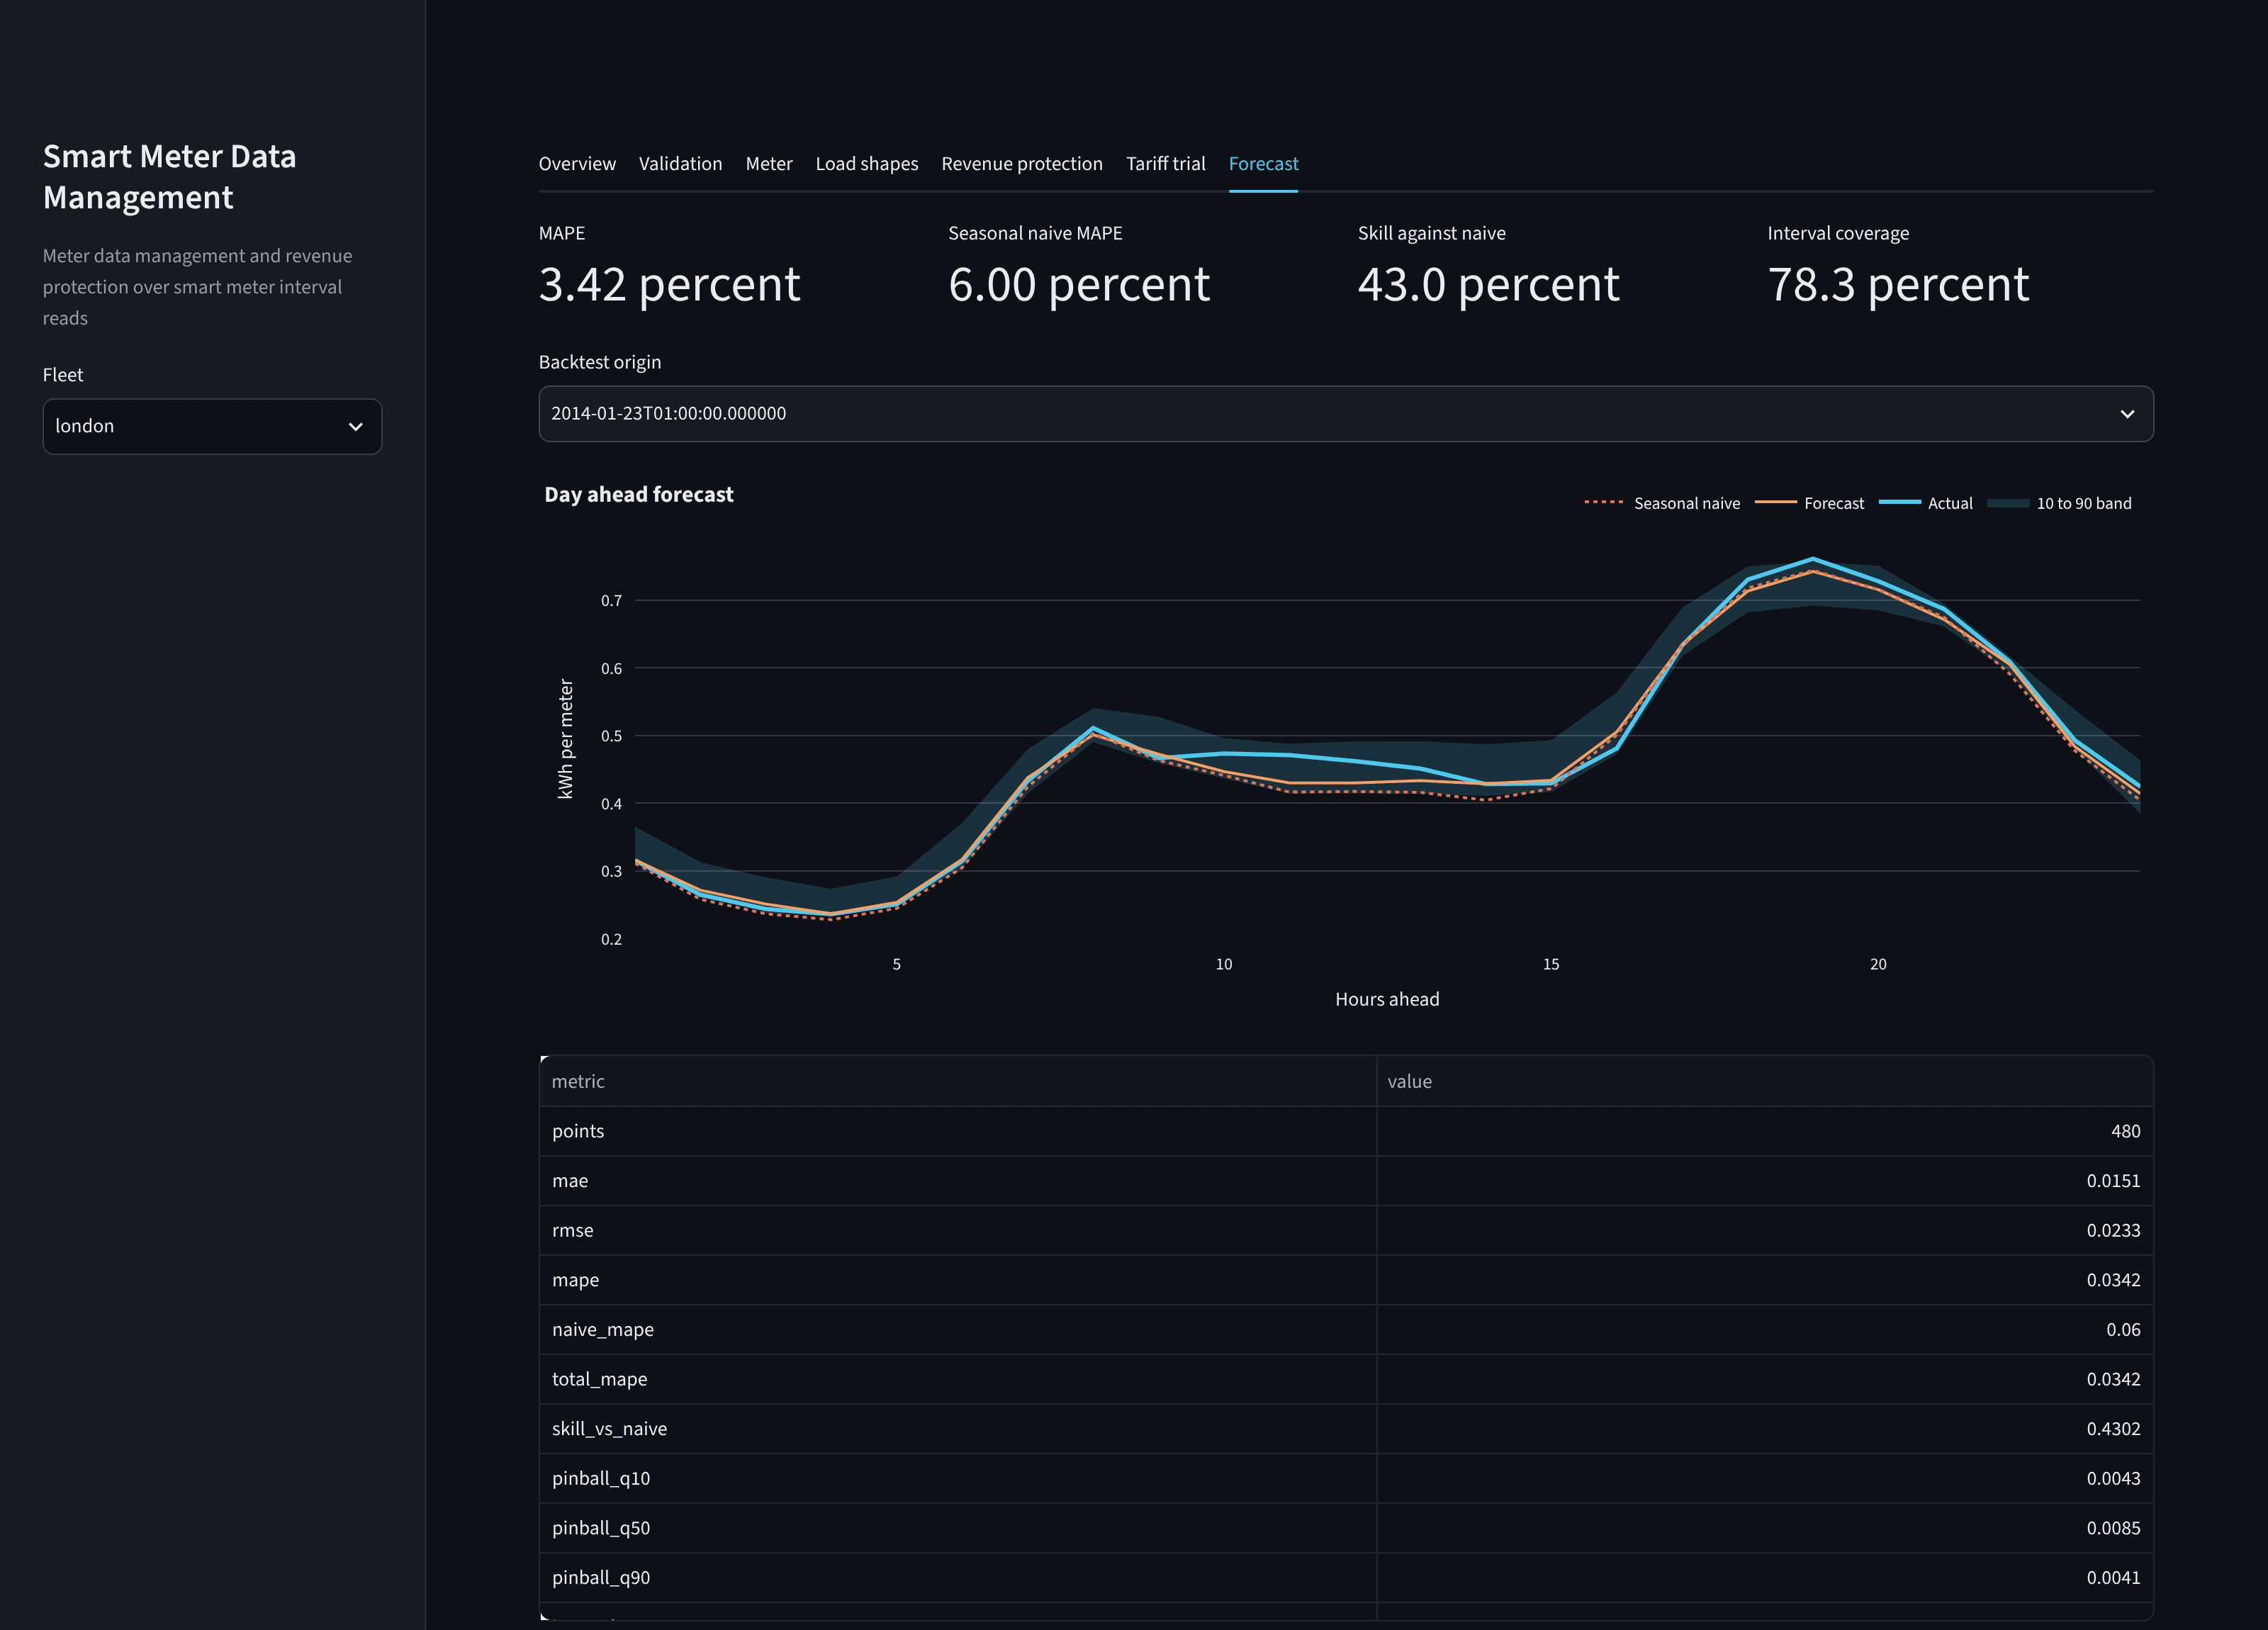 Smart Meter Data
Management
Meter data management and revenue
protection over smart meter interval
reads
Fleet
london
Overview Validation Meter Load shapes Revenue protection Tariff trial Forecast
MAPE Seasonal naive MAPE Skill against naive Interval coverage
3.42 percent 6.00 percent 43.0 percent 78.3 percent
Backtest origin
2014-01-23T01:00:00.000000
Day ahead forecast
Seasonal naive Forecast Actual 10 to 90 band
kWh per meter
0.7
0.6
0.5
0.4
0.3
0.2
5 10 15 20
Hours ahead
metric value
points 480
mae 0.0151
rmse 0.0233
mape 0.0342
naive_mape 0.06
total_mape 0.0342
skill_vs_naive 0.4302
pinball_q10 0.0043
pinball_q50 0.0085
pinball_q90 0.0041